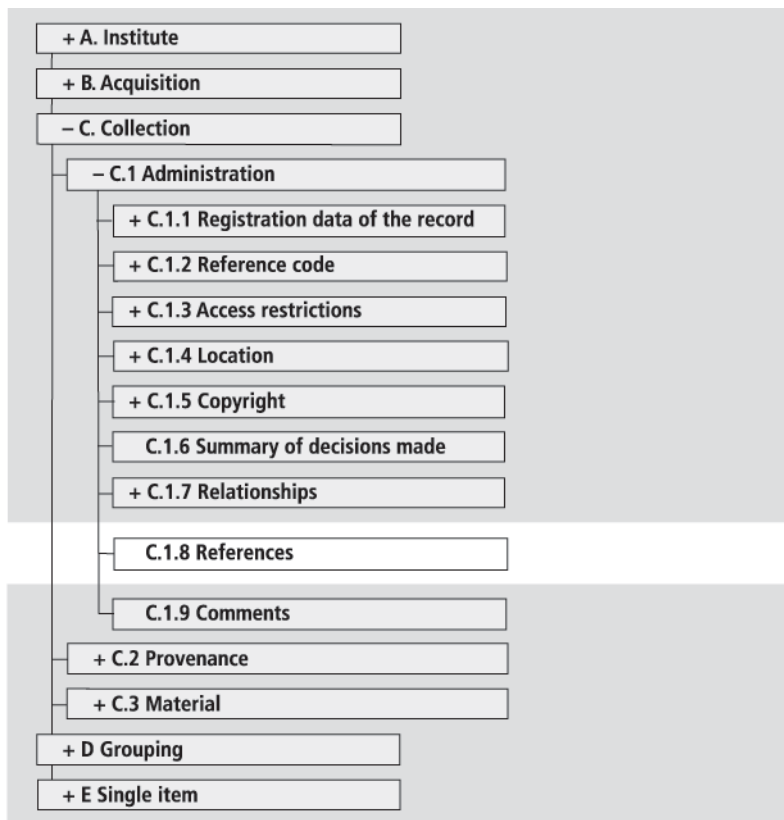 + A. Institute
+ B. Acquisition
– C. Collection
– C.1 Administration
+ C.1.1 Registration data of the record
+ C.1.2 Reference code
+ C.1.3 Access restrictions
+ C.1.4 Location
+ C.1.5 Copyright
C.1.6 Summary of decisions made
+ C.1.7 Relationships
C.1.8 References
C.1.9 Comments
+ C.2 Provenance
+ C.3 Material
+ D Grouping
+ E Single item